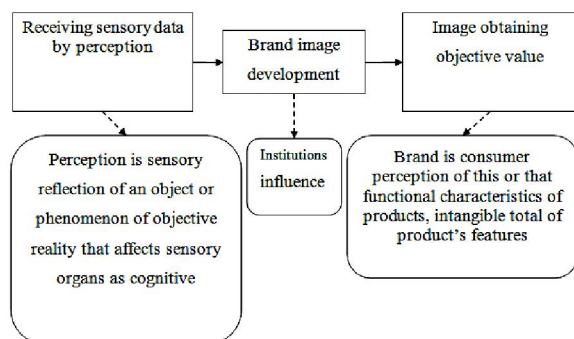 Receiving sensory data
by perception
Brand image
development
Image obtaining
objective value
Perception is sensory
reflection of an object or
phenomenon of objective
reality that affects sensory
organs as cognitive
Institutions
influence
Brand is consumer
perception of this or that
functional characteristics of
products, intangible total of
product's features